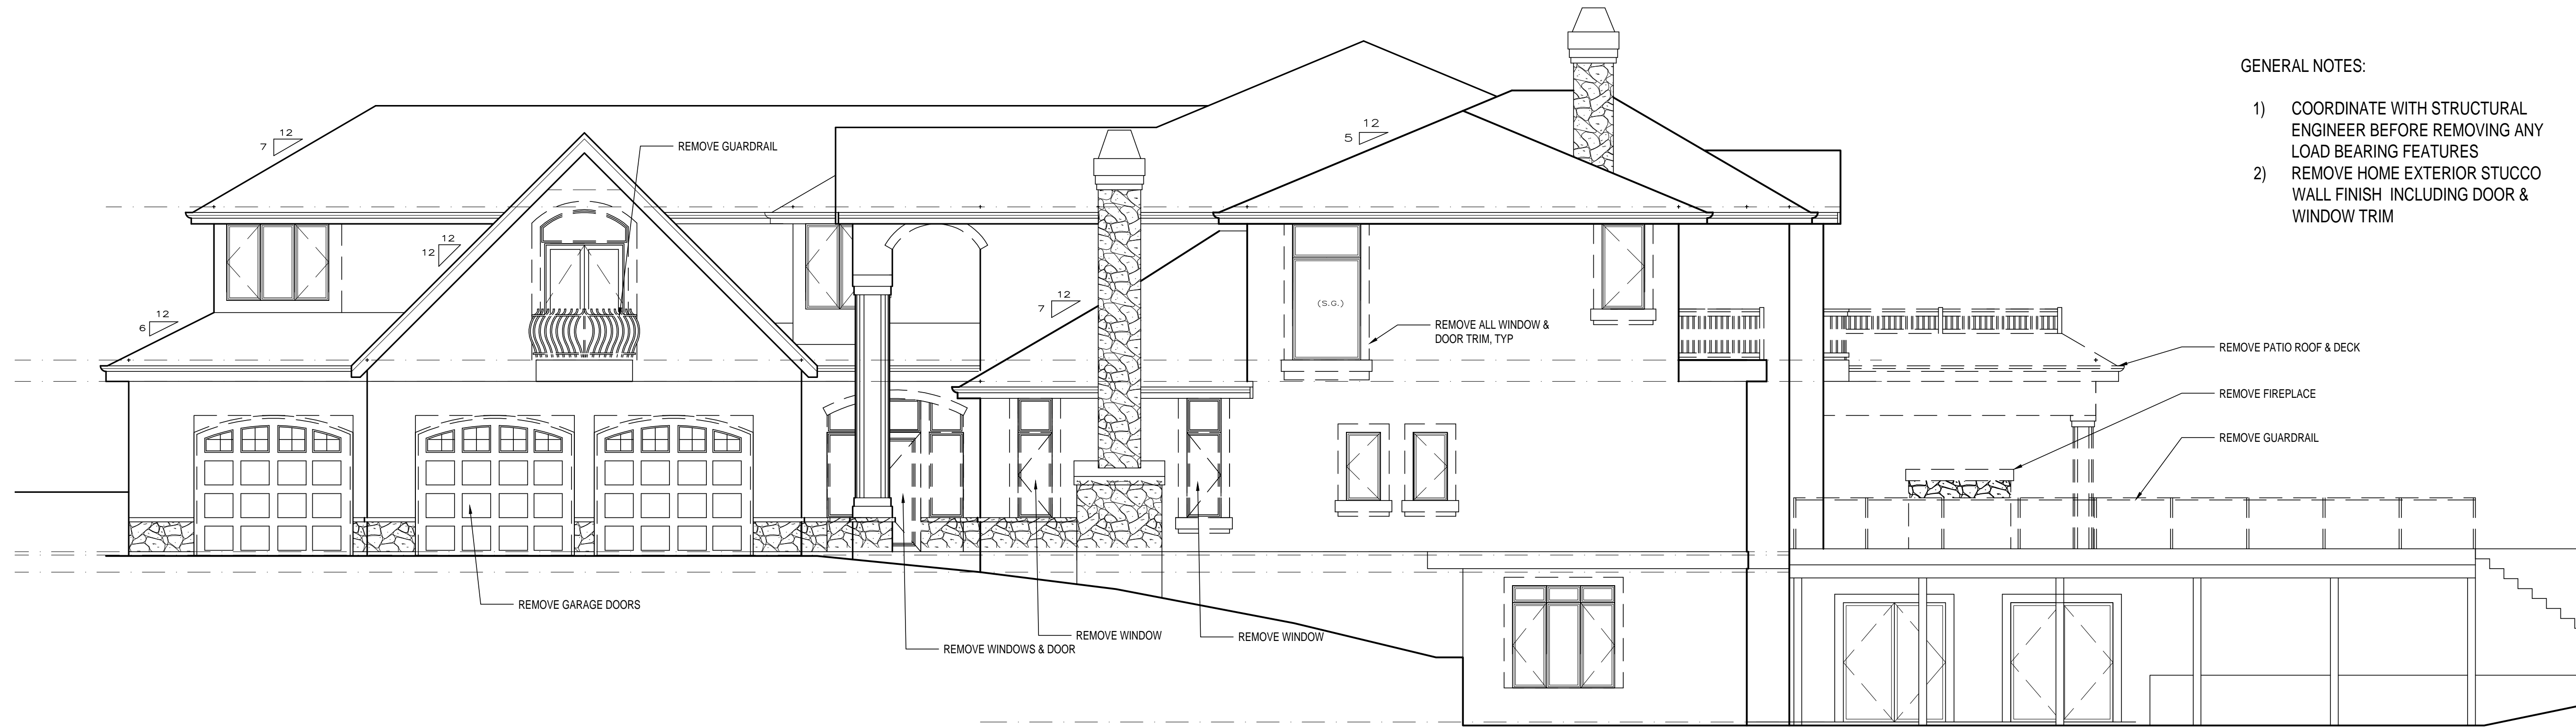 GENERAL NOTES:
1) COORDINATE WITH STRUCTURAL
ENGINEER BEFORE REMOVING ANY
LOAD BEARING FEATURES
2) REMOVE HOME EXTERIOR STUCCO
WALL FINISH INCLUDING DOOR &
WINDOW TRIM
12
7
REMOVE GUARDRAIL
12
5
12
12
12
7
12
6
(S.G.)
REMOVE ALL WINDOW &
DOOR TRIM, TYP
REMOVE PATIO ROOF & DECK
REMOVE FIREPLACE
REMOVE GUARDRAIL
REMOVE GARAGE DOORS
REMOVE WINDOWS & DOOR
REMOVE WINDOW
REMOVE WINDOW